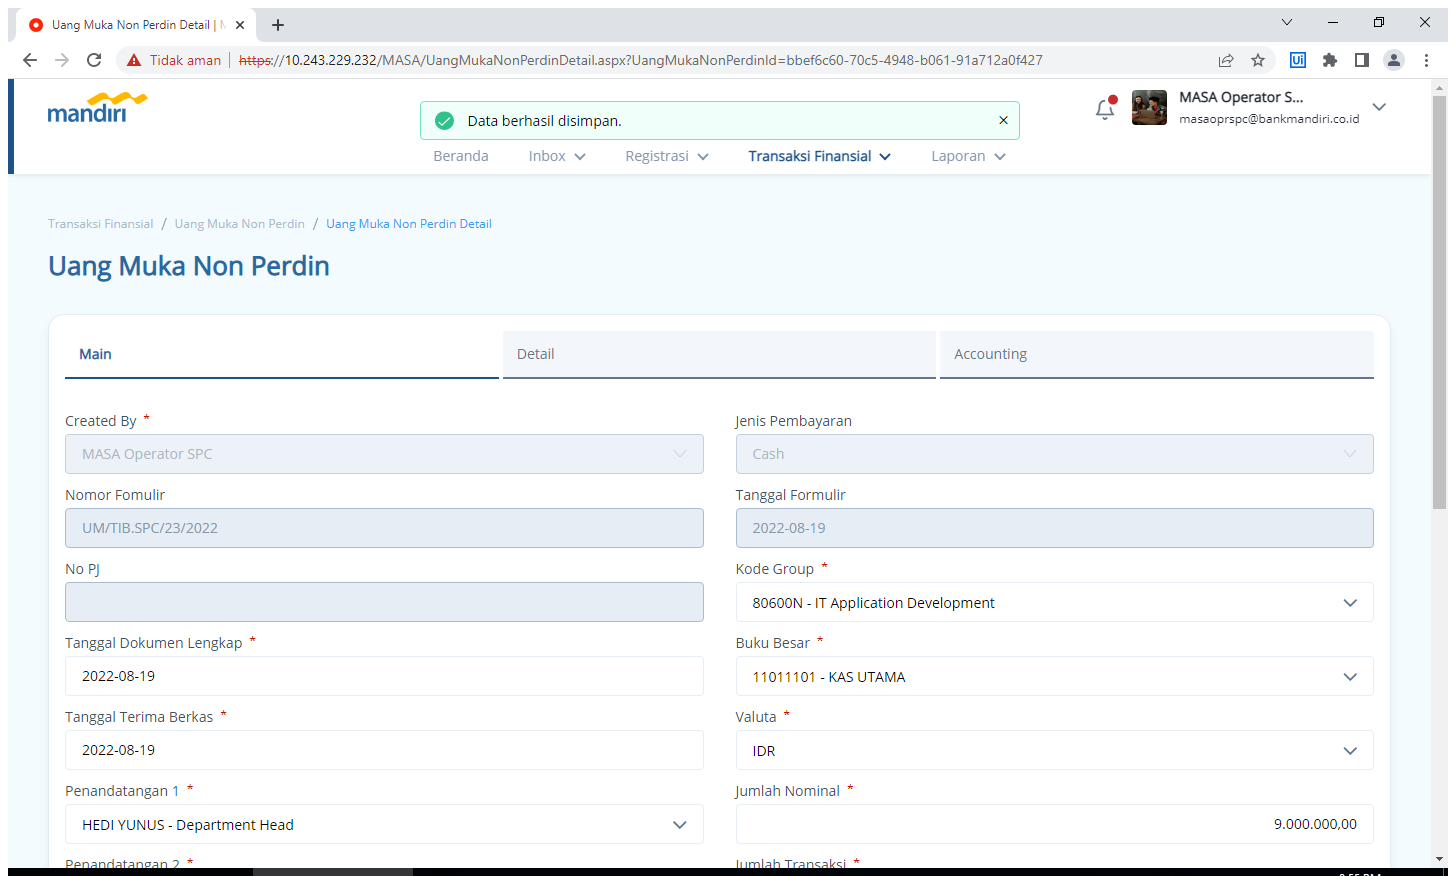 Uang Muka Non Perdin Detail |
Tidak aman
https://10.243.229.232/MASA/UangMukaNonPerdinDetail.aspx?UangMukaNonPerdinId=bbef6c60-70c5-4948-b061-91a712a0f427
Ui
mandiri
Data berhasil disimpan.
MASA Operator S...
masaoprspc@bankmandiri.co.id
Beranda
Inbox
Registrasi
Transaksi Finansial
Laporan
Transaksi Finansial / Uang Muka Non Perdin / Uang Muka Non Perdin Detail
Uang Muka Non Perdin
Main
Detail
Accounting
Created By *
MASA Operator SPC
Jenis Pembayaran
Cash
Nomor Fomulir
UM/TIB.SPC/23/2022
Tanggal Formulir
2022-08-19
No PJ
Kode Group *
80600N - IT Application Development
Tanggal Dokumen Lengkap *
2022-08-19
Buku Besar *
11011101 - KAS UTAMA
Tanggal Terima Berkas *
2022-08-19
Valuta *
IDR
Penandatangan 1 *
HEDI YUNUS - Department Head
Jumlah Nominal *
9.000.000,00
Penandatangan 2 *
Jumlah Transaksi *